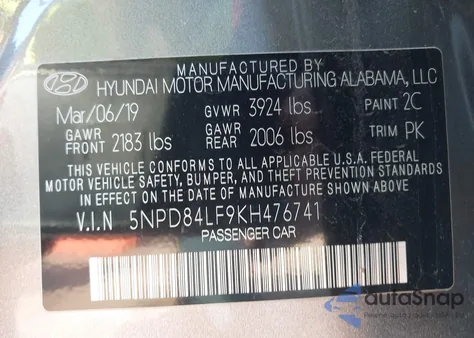 HYUNDAI MOTOR MANUFACTURING ALABAMA, LLC
Mar/06/19 GVWR 3924 lbs PAINT 2C
GAWR FRONT 2183 lbs GAWR REAR 2006 lbs TRIM PK
THIS VEHICLE CONFORMS TO ALL APPLICABLE U.S.A. FEDERAL
MOTOR VEHICLE SAFETY, BUMPER, AND THEFT PREVENTION
STANDARDS IN EFFECT ON THE DATE OF MANUFACTURE SHOWN ABOVE.
V.I.N 5NPD84LF9KH476741
PASSENGER CAR
autoSnap